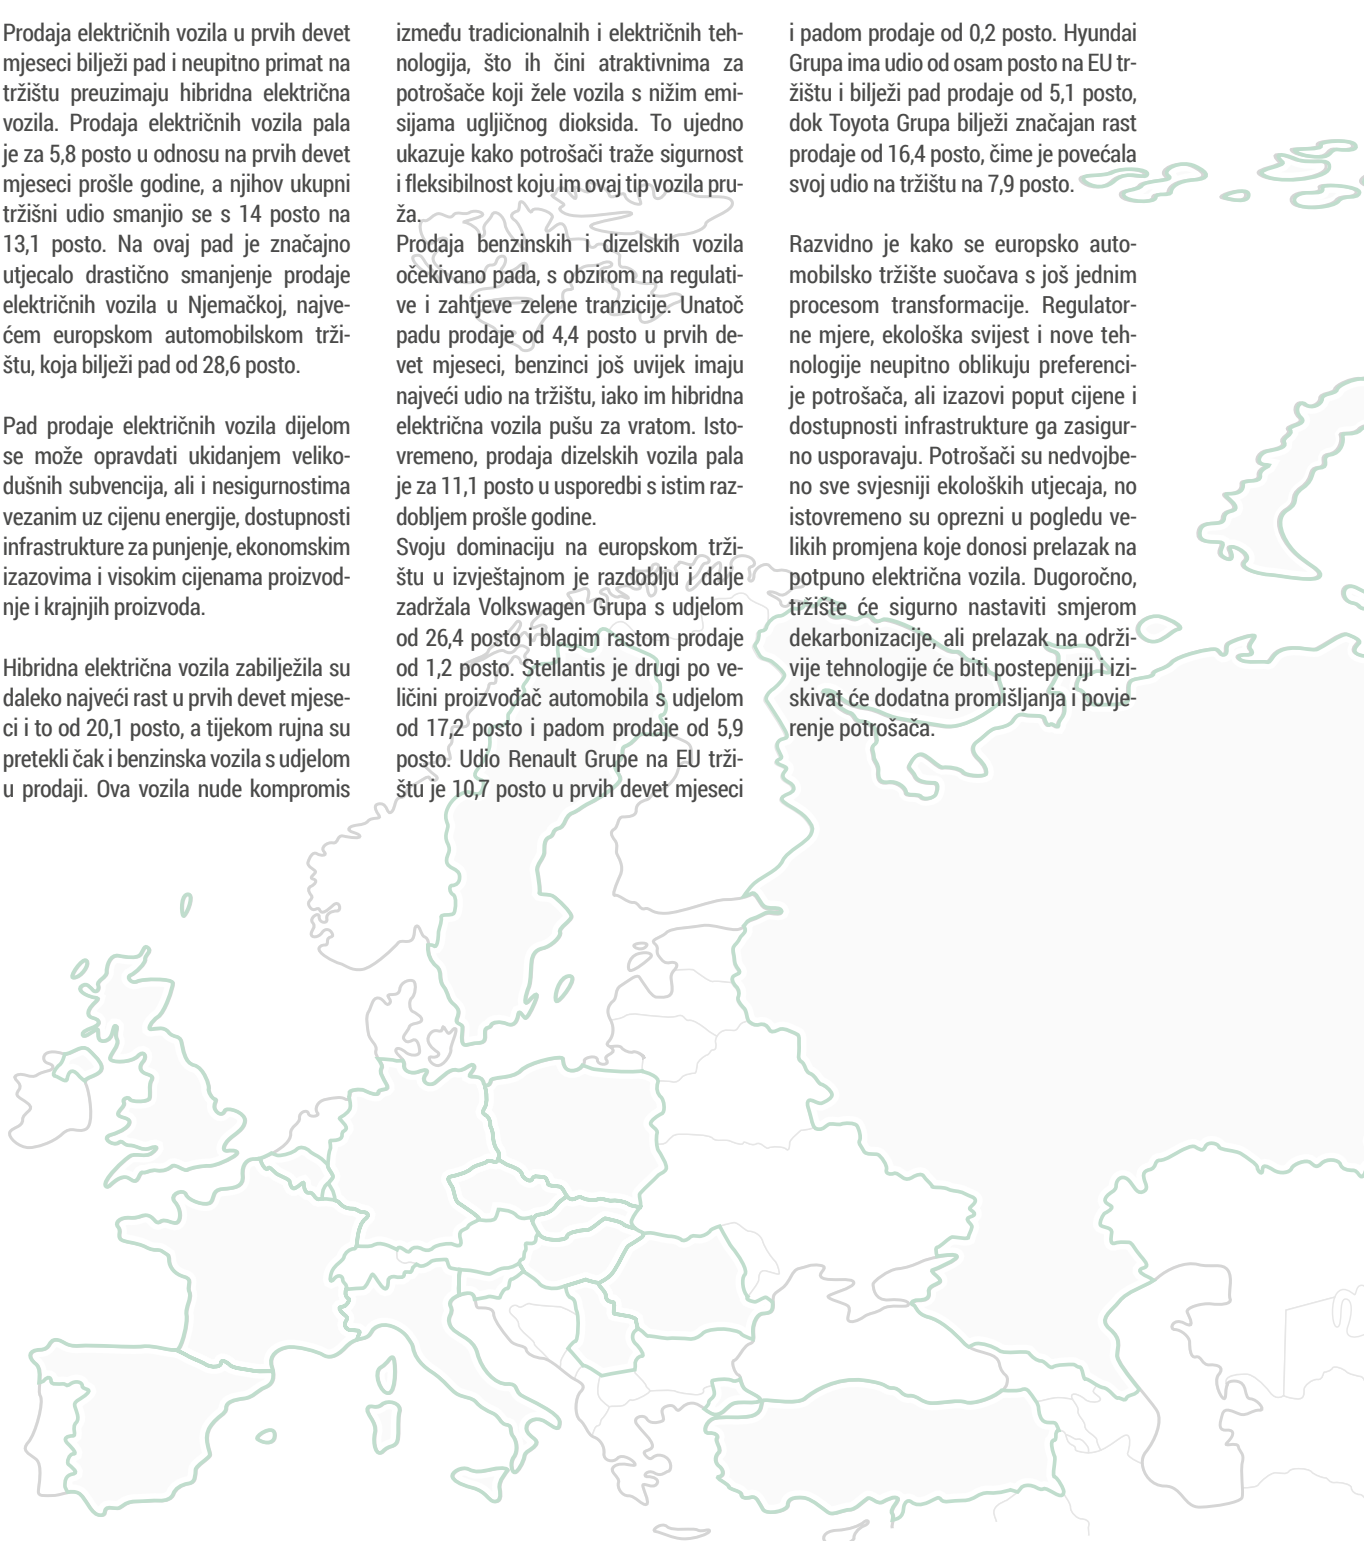 Prodaja električnih vozila u prvih devet
mjeseci bilježi pad i neupitno primat na
tržištu preuzimaju hibridna električna
vozila. Prodaja električnih vozila pala
je za 5,8 posto u odnosu na prvih devet
mjeseci prošle godine, a njihov ukupni
tržišni udio smanjio se s 14 posto na
13,1 posto. Na ovaj pad je značajno
utjecalo drastično smanjenje prodaje
električnih vozila u Njemačkoj, najve-
ćem europskom automobilskom trži-
štu, koja bilježi pad od 28,6 posto.

Pad prodaje električnih vozila dijelom
se može opravdati ukidanjem veliko-
dušnih subvencija, ali i nesigurnostima
vezanim uz cijenu energije, dostupnosti
infrastrukture za punjenje, ekonomskim
izazovima i visokim cijenama proizvod-
nje i krajnjih proizvoda.

Hibridna električna vozila zabilježila su
daleko najveći rast u prvih devet mjese-
ci i to od 20,1 posto, a tijekom rujna su
pretekli čak i benzinska vozila s udjelom
u prodaji. Ova vozila nude kompromis
između tradicionalnih i električnih teh-
nologija, što ih čini atraktivnima za
potrošače koji žele vozila s nižim emi-
sijama ugljičnog dioksida. To ujedno
ukazuje kako potrošači traže sigurnost
i fleksibilnost koju im ovaj tip vozila pru-
ža.
Prodaja benzinskih i dizelskih vozila
očekivano pada, s obzirom na regulati-
ve i zahtjeve zelene tranzicije. Unatoč
padu prodaje od 4,4 posto u prvih de-
vet mjeseci, benzinci još uvijek imaju
najveći udio na tržištu, iako im hibridna
električna vozila pušu za vratom. Isto-
vremeno, prodaja dizelskih vozila pala
je za 11,1 posto u usporedbi s istim raz-
dobljem prošle godine.
Svoju dominaciju na europskom trži-
štu u izvještajnom je razdoblju i dalje
zadržala Volkswagen Grupa s udjelom
od 26,4 posto i blagim rastom prodaje
od 1,2 posto. Stellantis je drugi po ve-
ličini proizvođač automobila s udjelom
od 17,2 posto i padom prodaje od 5,9
posto. Udio Renault Grupe na EU trži-
štu je 10,7 posto u prvih devet mjeseci
i padom prodaje od 0,2 posto. Hyundai
Grupa ima udio od osam posto na EU tr-
žištu i bilježi pad prodaje od 5,1 posto,
dok Toyota Grupa bilježi značajan rast
prodaje od 16,4 posto, čime je povećala
svoj udio na tržištu na 7,9 posto.

Razvidno je kako se europsko auto-
mobilsko tržište suočava s još jednim
procesom transformacije. Regulator-
ne mjere, ekološka svijest i nove teh-
nologije neupitno oblikuju preferenci-
je potrošača, ali izazovi poput cijene i
dostupnosti infrastrukture ga zasigur-
no usporavaju. Potrošači su nedvojbe-
no sve svjesniji ekoloških utjecaja, no
istovremeno su oprezni u pogledu ve-
likih promjena koje donosi prelazak na
potpuno električna vozila. Dugoročno,
tržište će sigurno nastaviti smjerom
dekarbonizacije, ali prelazak na održi-
vije tehnologije će biti postepeniji i izi-
skivat će dodatna promišljanja i povje-
renje potrošača.